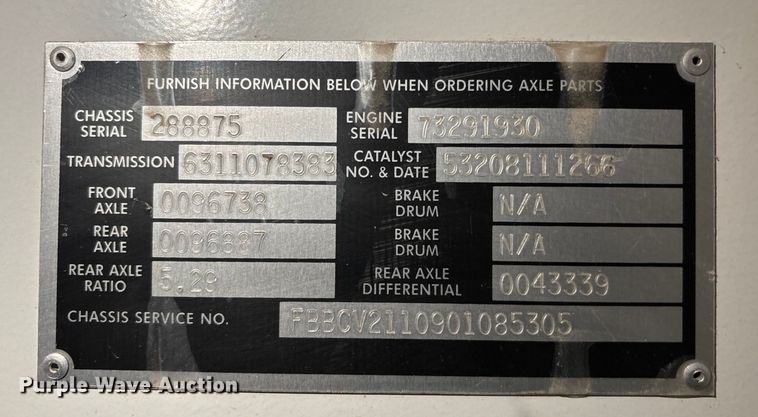 FURNISH INFORMATION BELOW WHEN ORDERING AXLE PARTS
CHASSIS SERIAL 288875 ENGINE SERIAL 73291930
TRANSMISSION 6311078383 CATALYST NO. & DATE 53208111266
FRONT AXLE 0096738 BRAKE DRUM N/A
REAR AXLE 0096887 BRAKE DRUM N/A
REAR AXLE RATIO 5.29 REAR AXLE DIFFERENTIAL 0043339
CHASSIS SERVICE NO. FBBCV2110901085305
Purple Wave Auction